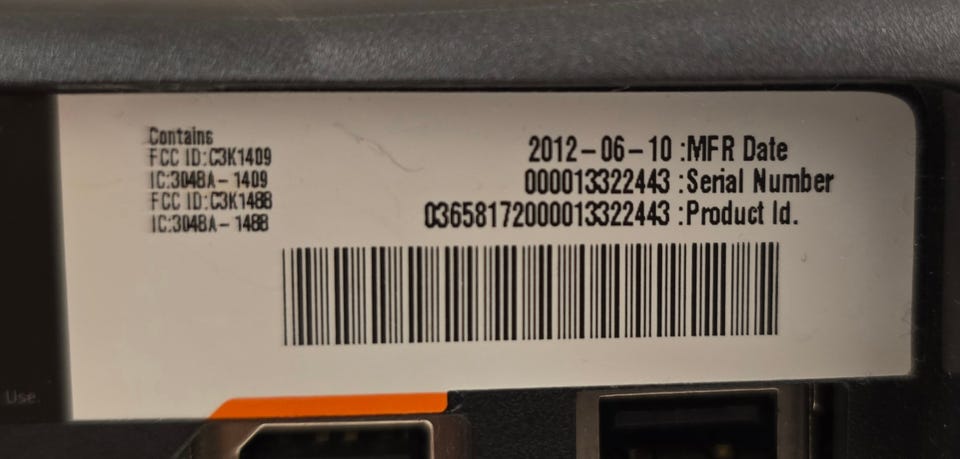 Contains
FCC ID:C3K1409
IC:3048A-1409
FCC ID:C3K1488
IC:3048A-1488
2012-06-10 :MFR Date
000013322443 :Serial Number
03658172000013322443 :Product Id.
Use.